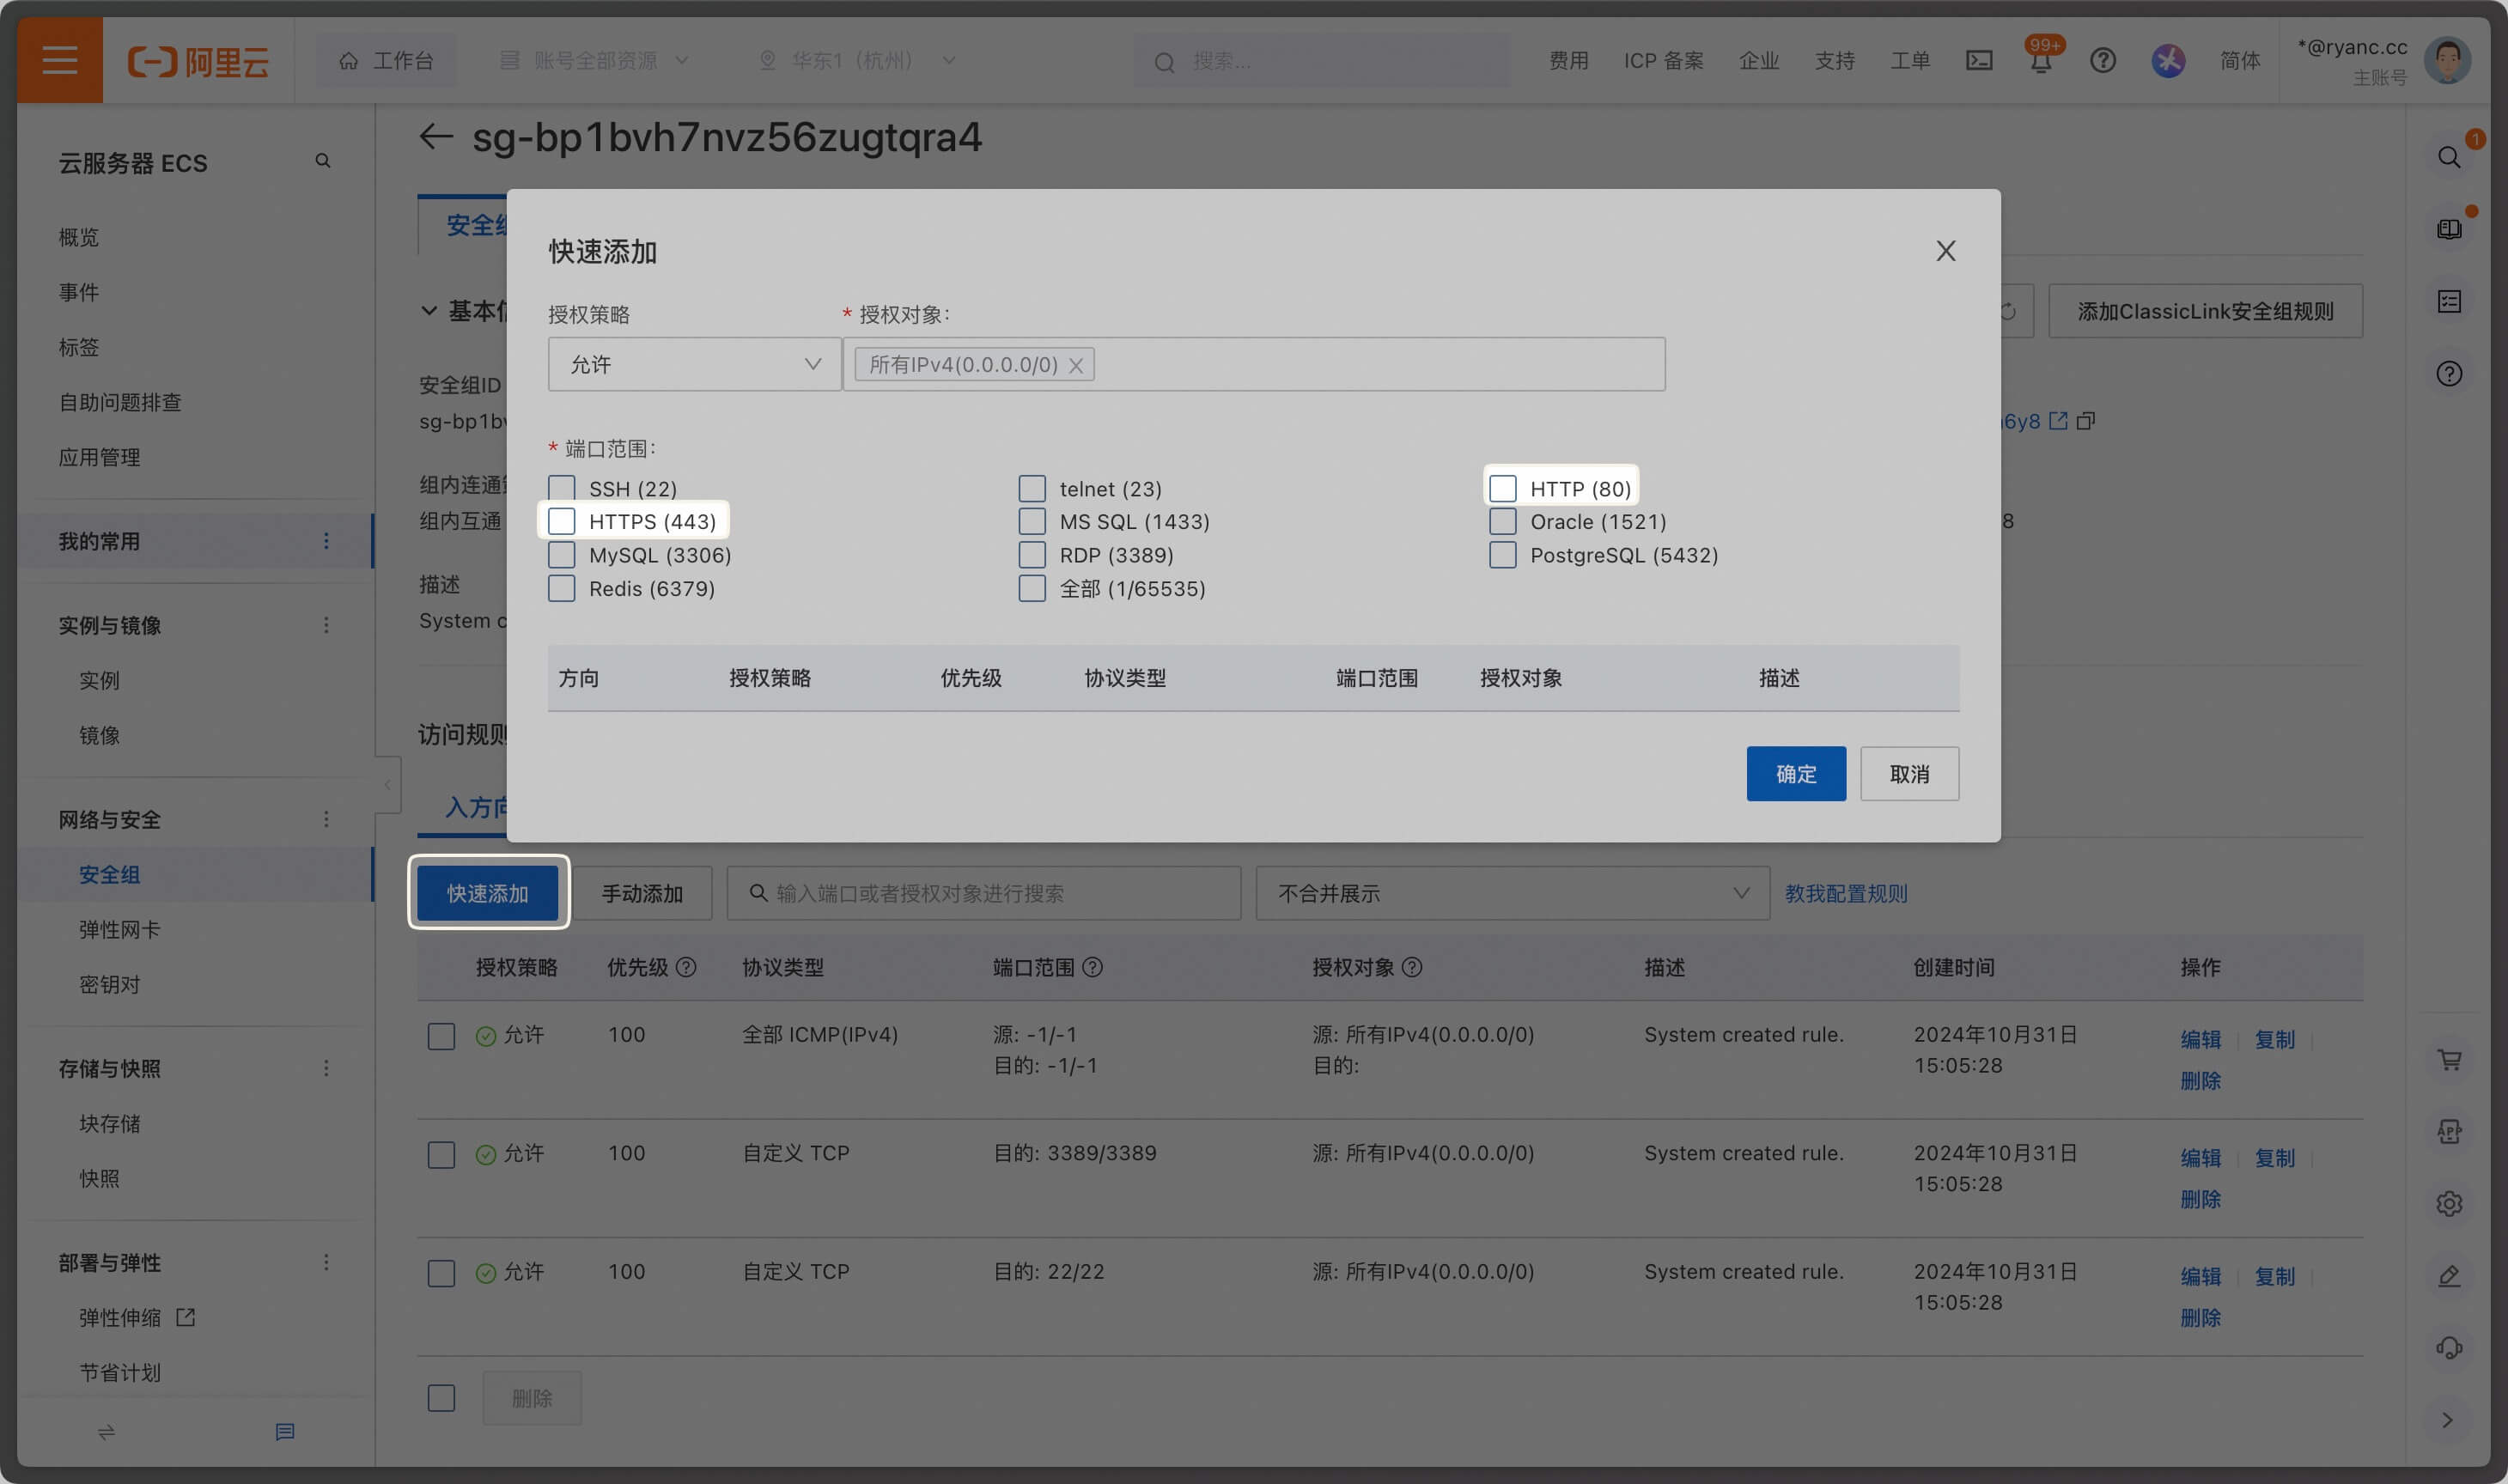 阿里云
工作台
账号全部资源
华东1（杭州）
搜索...
费用
ICP 备案
企业
支持
工单
99+
简体
*@ryanc.cc
主账号
云服务器 ECS
概览
事件
标签
自助问题排查
应用管理
我的常用
实例与镜像
实例
镜像
网络与安全
安全组
弹性网卡
密钥对
存储与快照
块存储
快照
部署与弹性
弹性伸缩
节省计划
sg-bp1bvh7nvz56zugtqra4
1
安全组
基本信
添加ClassicLink安全组规则
安全组ID
sg-bp1bv
6y8
组内连通策
组内互通
8
描述
System c
快速添加
授权策略
* 授权对象:
允许
所有IPv4(0.0.0.0/0)
* 端口范围:
SSH (22)
telnet (23)
HTTP (80)
HTTPS (443)
MS SQL (1433)
Oracle (1521)
MySQL (3306)
RDP (3389)
PostgreSQL (5432)
Redis (6379)
全部 (1/65535)
方向 授权策略 优先级 协议类型 端口范围 授权对象 描述
确定
取消
访问规则
入方向
快速添加
手动添加
输入端口或者授权对象进行搜索
不合并展示
教我配置规则
授权策略 优先级 协议类型 端口范围 授权对象 描述 创建时间 操作
允许 100 全部 ICMP(IPv4) 源: -1/-1 源: 所有IPv4(0.0.0.0/0) System created rule. 2024年10月31日 编辑 复制
目的: -1/-1 目的: 15:05:28 删除
允许 100 自定义 TCP 目的: 3389/3389 源: 所有IPv4(0.0.0.0/0) System created rule. 2024年10月31日 编辑 复制
15:05:28 删除
允许 100 自定义 TCP 目的: 22/22 源: 所有IPv4(0.0.0.0/0) System created rule. 2024年10月31日 编辑 复制
15:05:28 删除
删除
APP